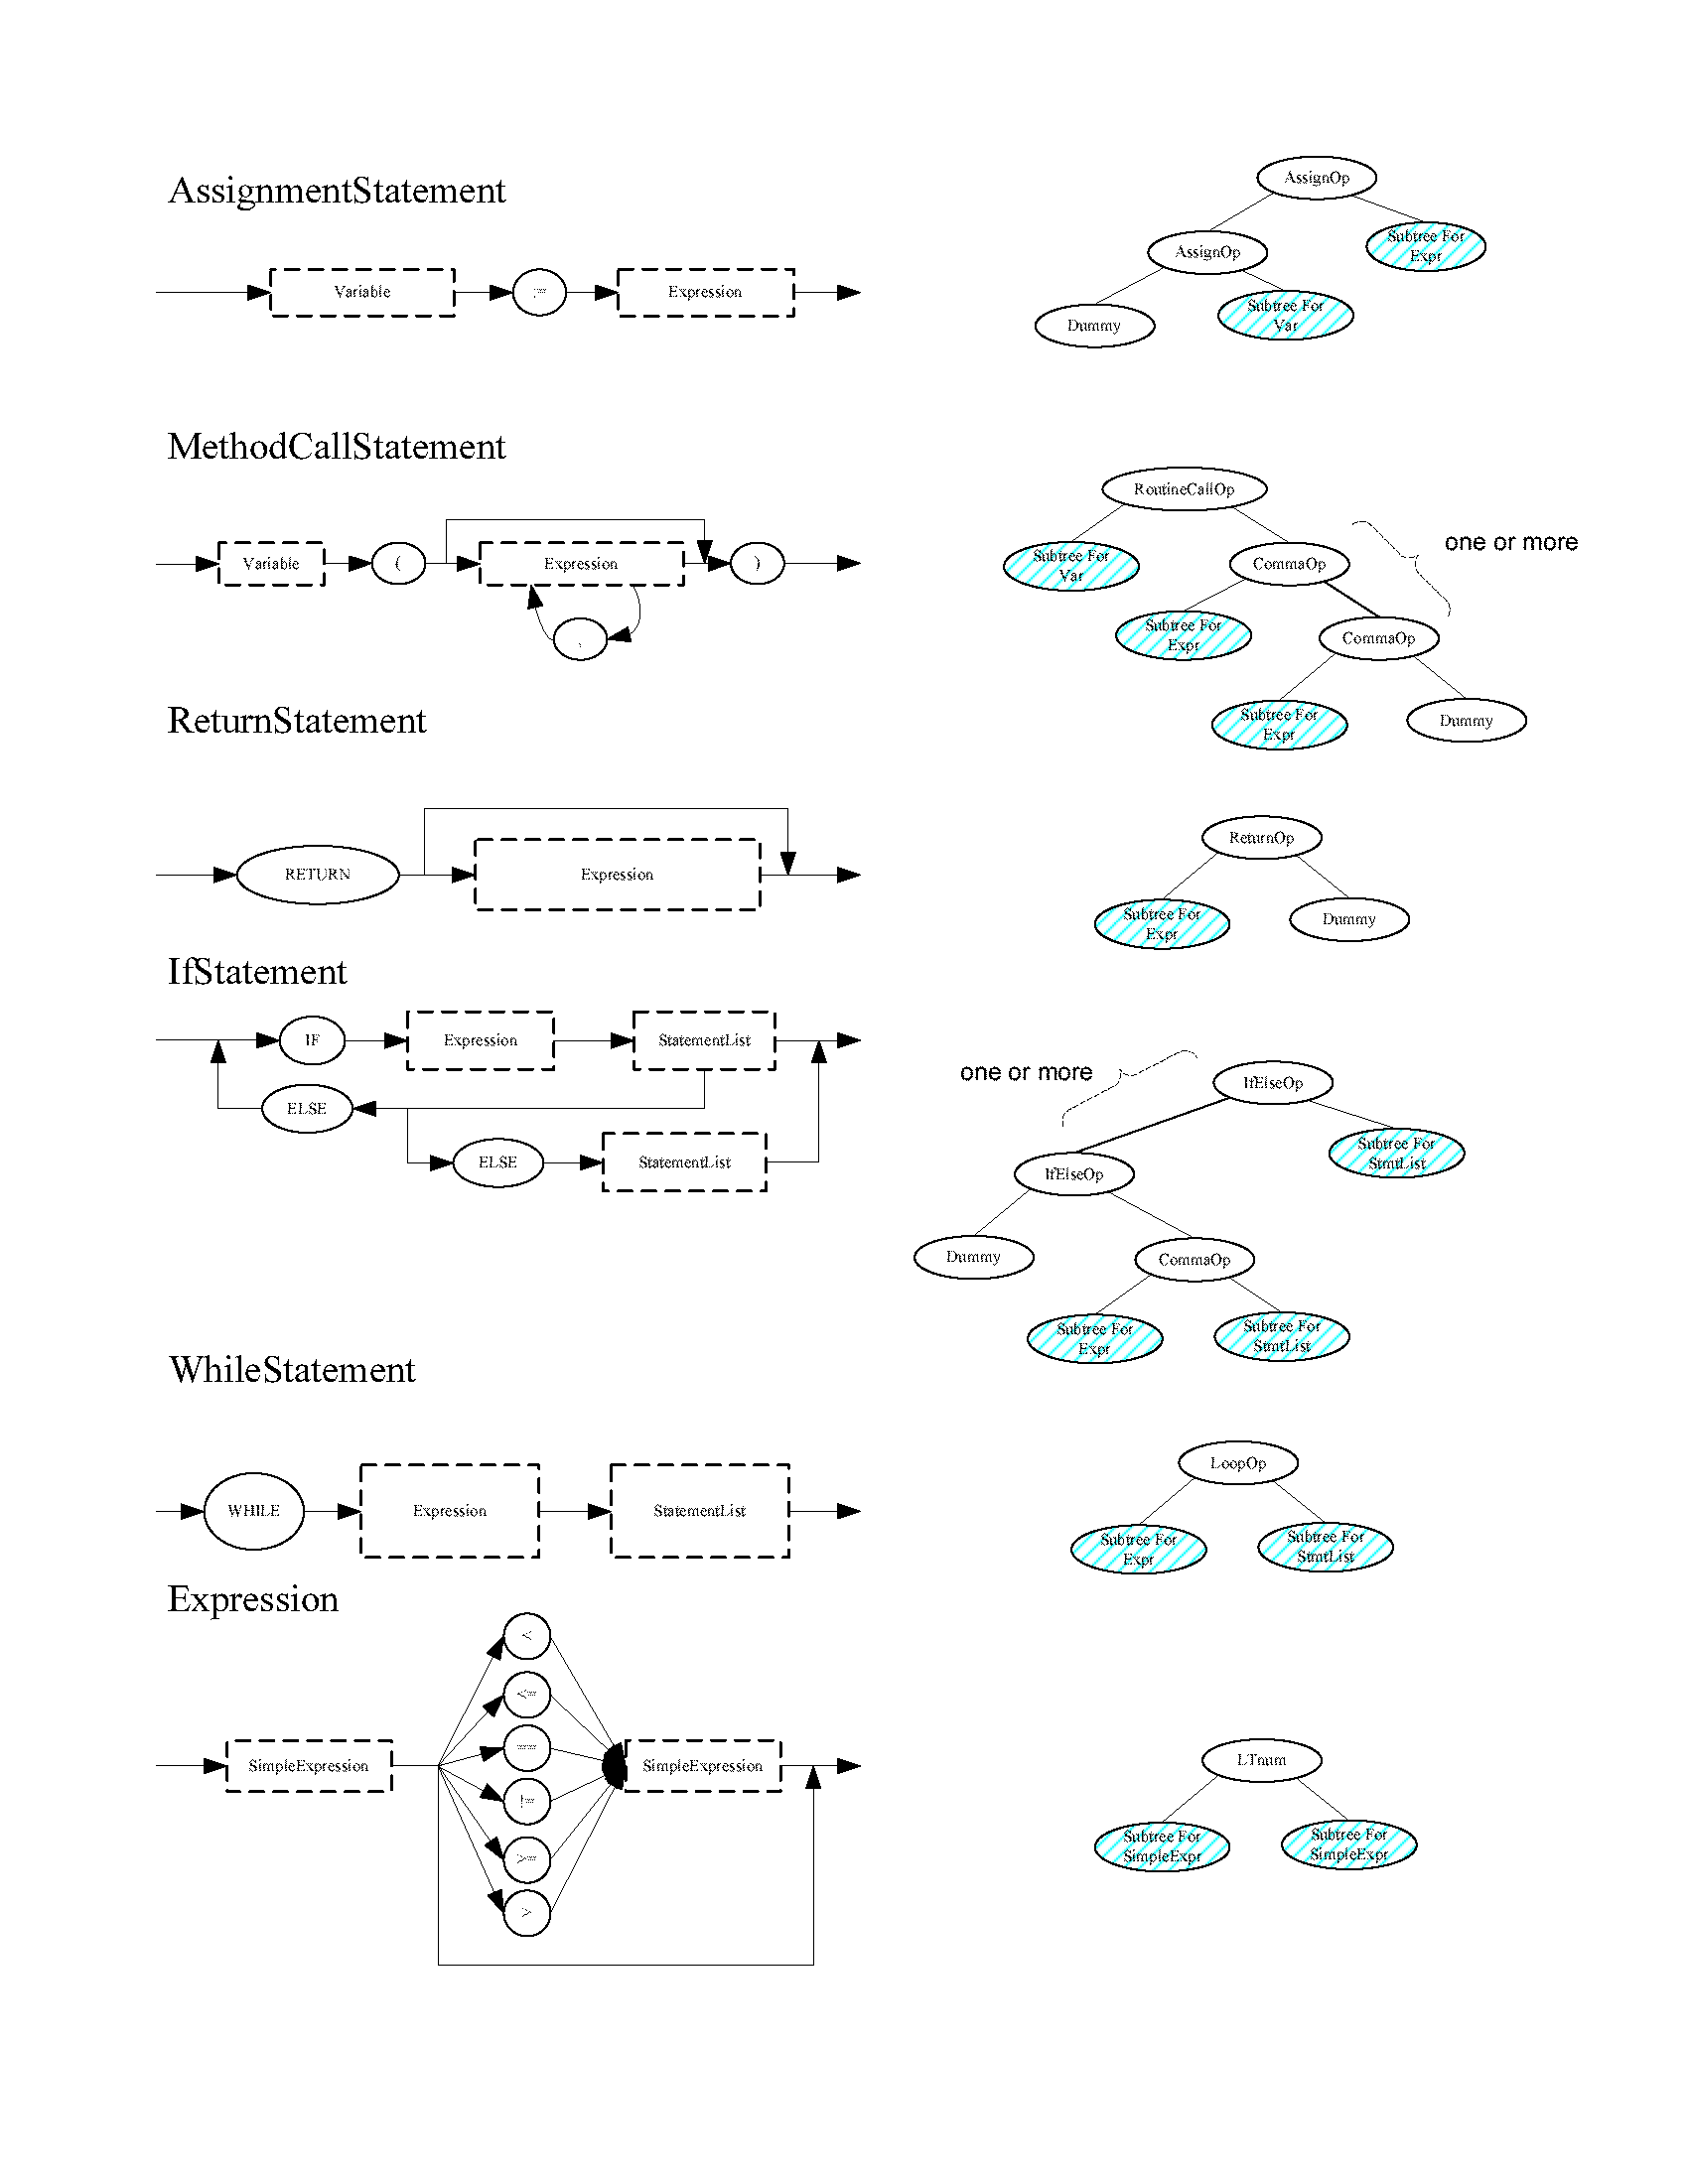 AssignmentStatement
Variable
:=
Expression
AssignOp
AssignOp
Subtree For
Expr
Dummy
Subtree For
Var
MethodCallStatement
Variable
(
Expression
)
,
RoutineCallOp
Subtree For
Var
CommaOp
one or more
Subtree For
Expr
CommaOp
Subtree For
Expr
Dummy
ReturnStatement
RETURN
Expression
ReturnOp
Subtree For
Expr
Dummy
IfStatement
IF
Expression
StatementList
ELSE
ELSE
StatementList
one or more
IfElseOp
IfElseOp
Subtree For
StmtList
Dummy
CommaOp
Subtree For
Expr
Subtree For
StmtList
WhileStatement
WHILE
Expression
StatementList
LoopOp
Subtree For
Expr
Subtree For
StmtList
Expression
SimpleExpression
<
<=
==
!=
>=
>
SimpleExpression
LTnum
Subtree For
SimpleExpr
Subtree For
SimpleExpr